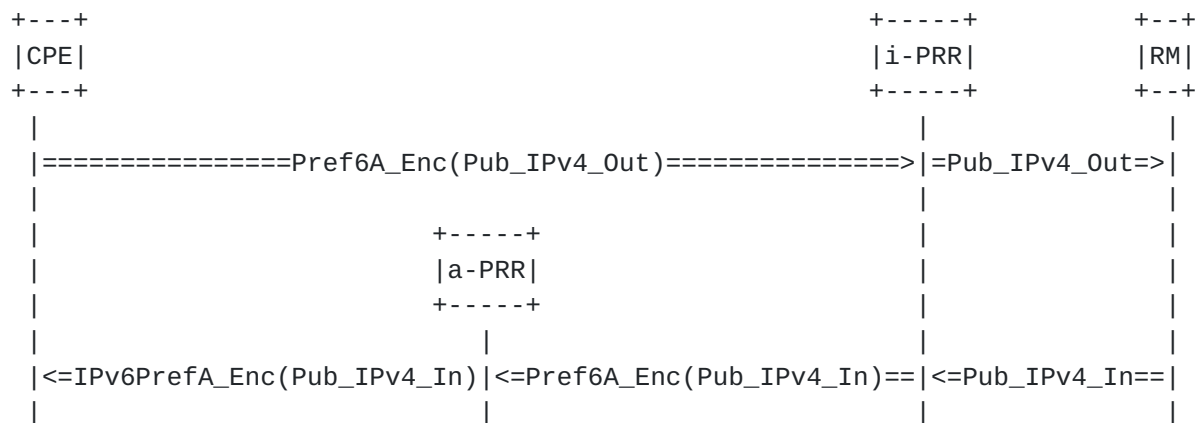 +---+                                             +-----+         +--+
|CPE|                                             |i-PRR|         |RM|
+---+                                             +-----+         +--+
 |                                                   |              |
 |================Pref6A_Enc(Pub_IPv4_Out)===============>|=Pub_IPv4_Out=>|
 |                                                   |              |
 |                    +-----+                        |              |
 |                    |a-PRR|                        |              |
 |                    +-----+                        |              |
 |                       |                           |              |
 |<=IPv6PrefA_Enc(Pub_IPv4_In)|<=Pref6A_Enc(Pub_IPv4_In)==|<=Pub_IPv4_In==|
 |                       |                           |              |